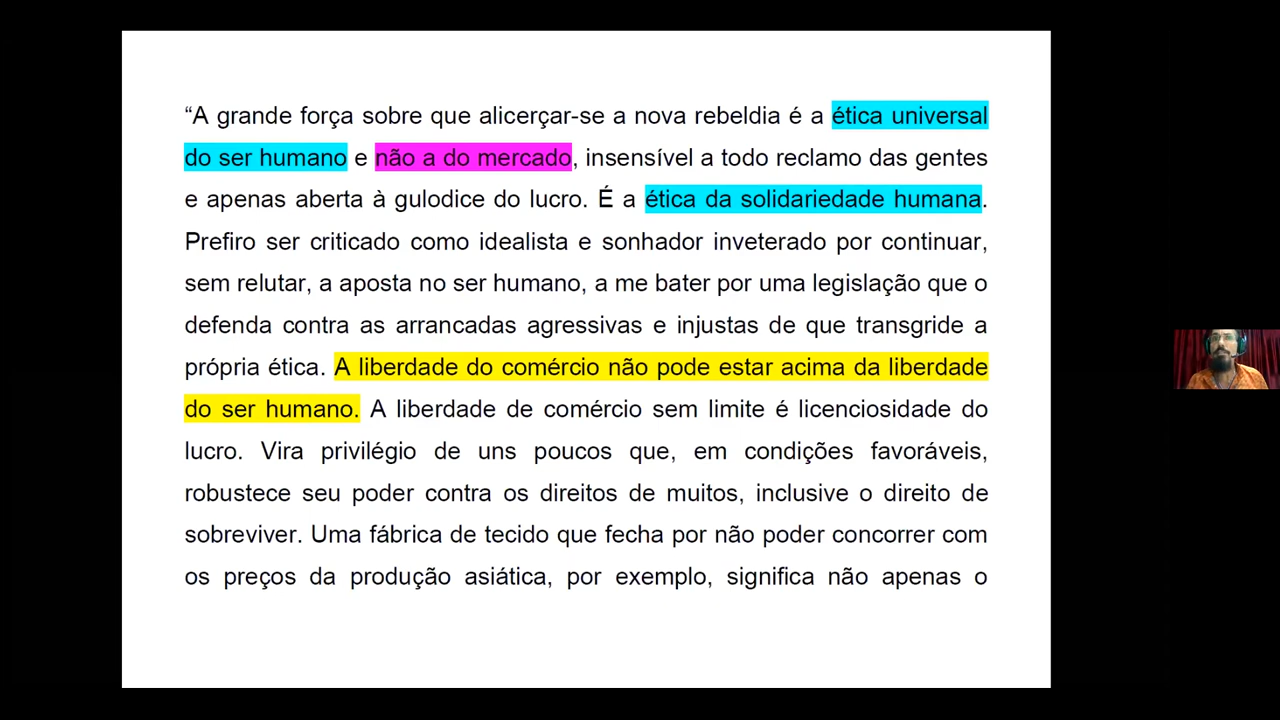 “A grande força sobre que alicerçar-se a nova rebeldia é a ética universal
do ser humano e não a do mercado, insensível a todo reclamo das gentes
e apenas aberta à gulodice do lucro. É a ética da solidariedade humana.
Prefiro ser criticado como idealista e sonhador inveterado por continuar,
sem relutar, a aposta no ser humano, a me bater por uma legislação que o
defenda contra as arrancadas agressivas e injustas de que transgride a
própria ética. A liberdade do comércio não pode estar acima da liberdade
do ser humano. A liberdade de comércio sem limite é licenciosidade do
lucro. Vira privilégio de uns poucos que, em condições favoráveis,
robustece seu poder contra os direitos de muitos, inclusive o direito de
sobreviver. Uma fábrica de tecido que fecha por não poder concorrer com
os preços da produção asiática, por exemplo, significa não apenas o